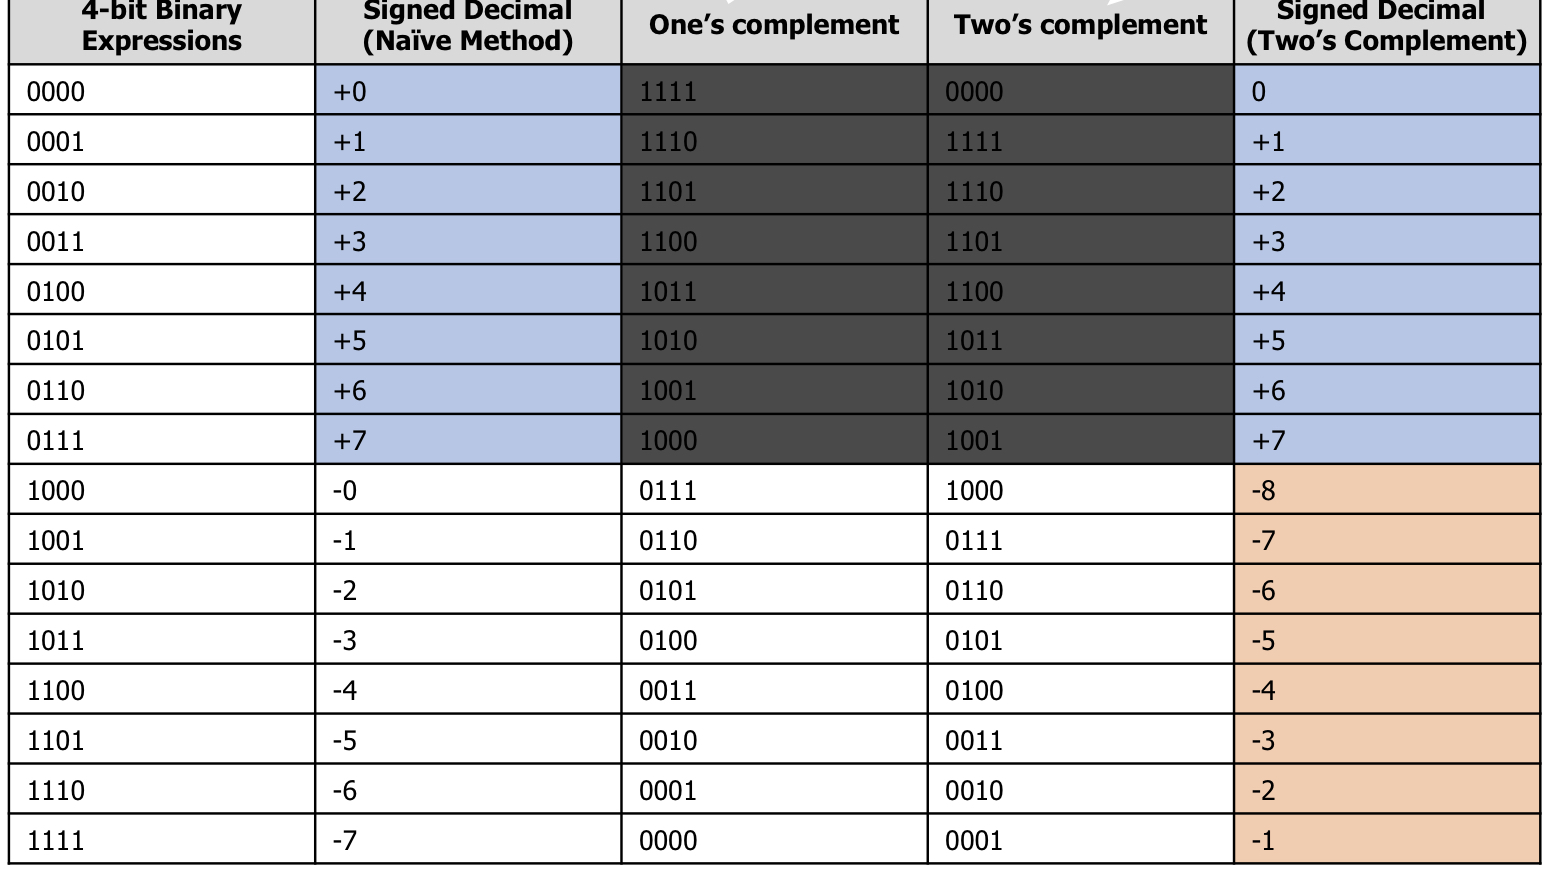 4-bit Binary Expressions | Signed Decimal (Naïve Method) | One’s complement | Two’s complement | Signed Decimal (Two’s Complement)
0000 +0 1111 0000 0
0001 +1 1110 1111 +1
0010 +2 1101 1110 +2
0011 +3 1100 1101 +3
0100 +4 1011 1100 +4
0101 +5 1010 1011 +5
0110 +6 1001 1010 +6
0111 +7 1000 1001 +7
1000 -0 0111 1000 -8
1001 -1 0110 0111 -7
1010 -2 0101 0110 -6
1011 -3 0100 0101 -5
1100 -4 0011 0100 -4
1101 -5 0010 0011 -3
1110 -6 0001 0010 -2
1111 -7 0000 0001 -1